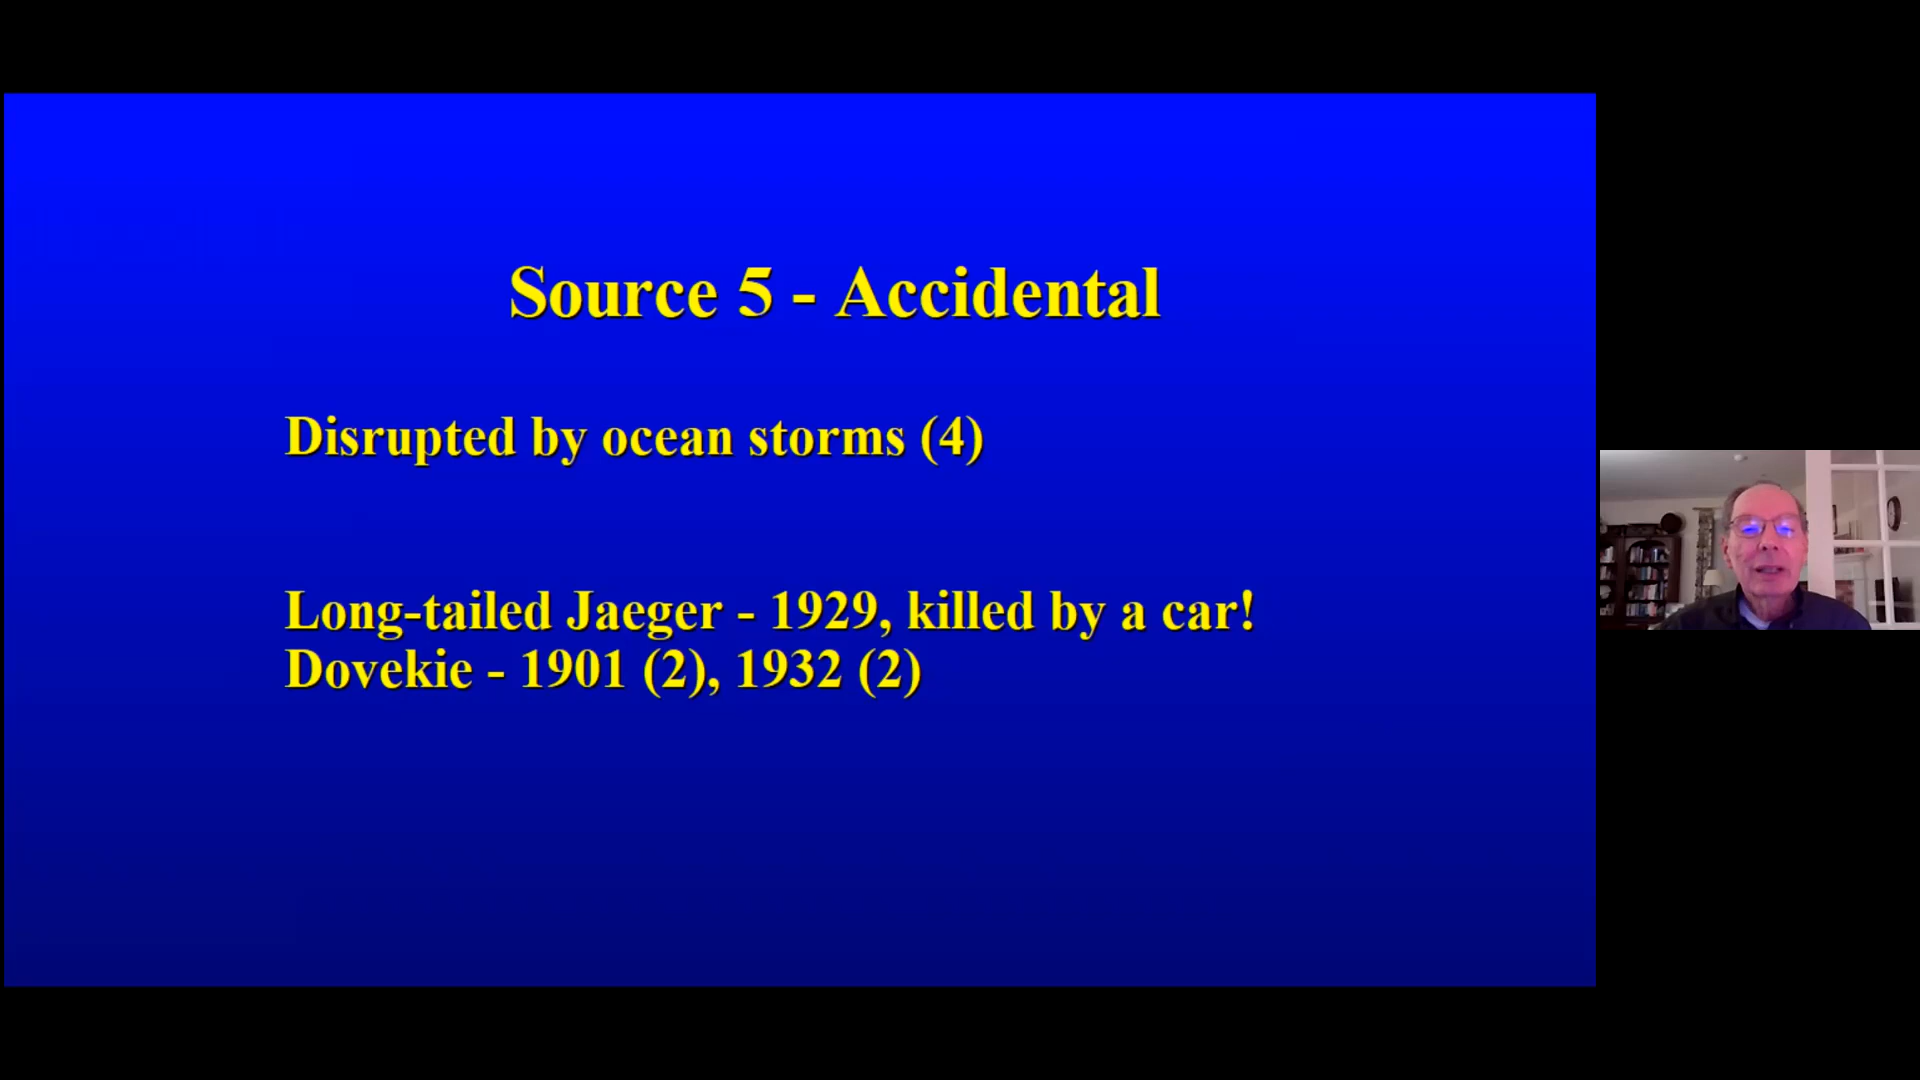 Source 5 - Accidental
Disrupted by ocean storms (4)
Long-tailed Jaeger - 1929, killed by a car!
Dovekie - 1901 (2), 1932 (2)